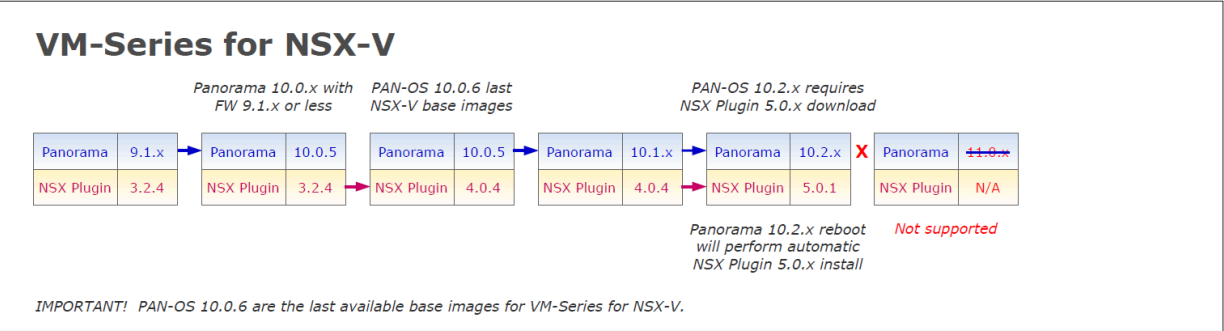 VM-Series for NSX-V
Panorama 10.0.x with
FW 9.1.x or less
PAN-OS 10.0.6 last
NSX-V base images
PAN-OS 10.2.x requires
NSX Plugin 5.0.x download
Panorama 9.1.x
NSX Plugin 3.2.4
Panorama 10.0.5
NSX Plugin 3.2.4
Panorama 10.0.5
NSX Plugin 4.0.4
Panorama 10.1.x
NSX Plugin 4.0.4
Panorama 10.2.x
NSX Plugin 5.0.1
X
Panorama 11.0.x
NSX Plugin N/A
Panorama 10.2.x reboot
will perform automatic
NSX Plugin 5.0.x install
Not supported
IMPORTANT! PAN-OS 10.0.6 are the last available base images for VM-Series for NSX-V.